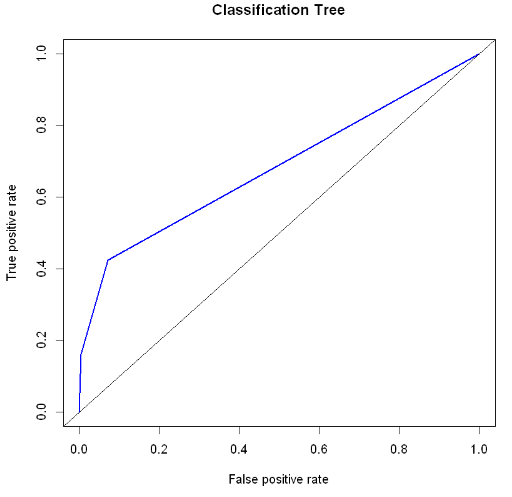 Classification Tree
True positive rate
1.0
0.8
0.6
0.4
0.2
0.0
0.0 0.2 0.4 0.6 0.8 1.0
False positive rate